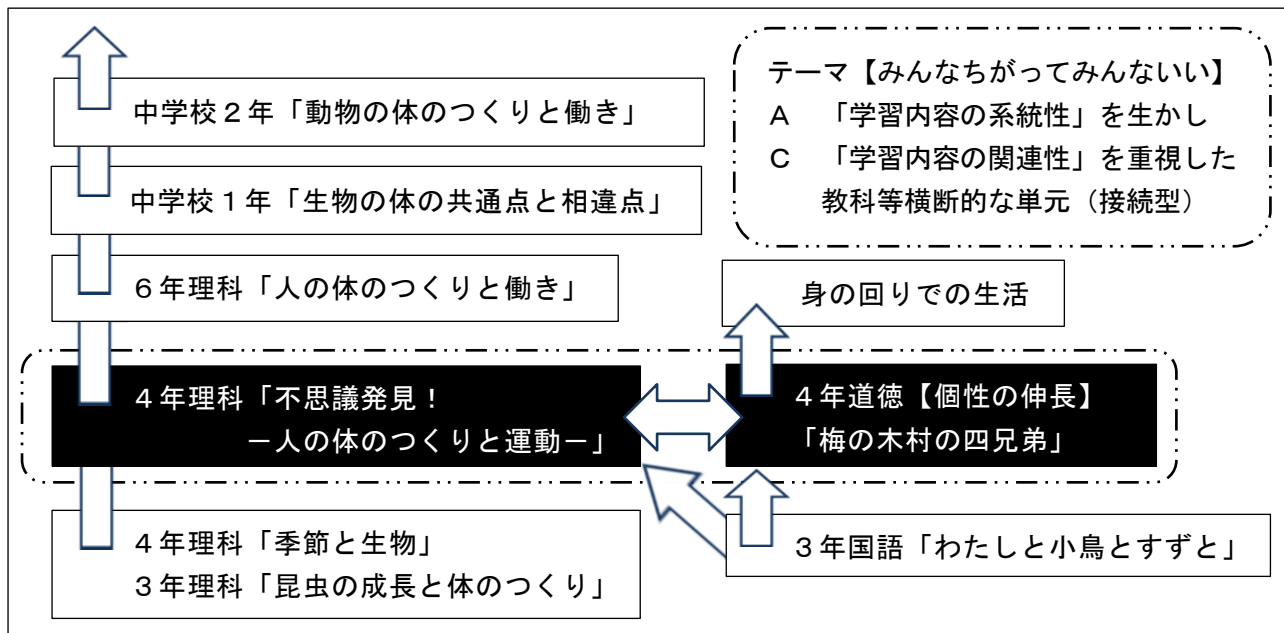 中学校２年「動物の体のつくりと働き」
中学校１年「生物の体の共通点と相違点」
６年理科「人の体のつくりと働き」
４年理科「不思議発見！
－人の体のつくりと運動－」
４年理科「季節と生物」
３年理科「昆虫の成長と体のつくり」
テーマ【みんなちがってみんないい】
Ａ　「学習内容の系統性」を生かし
Ｃ　「学習内容の関連性」を重視した
教科等横断的な単元（接続型）
身の回りでの生活
４年道徳【個性の伸長】
「梅の木村の四兄弟」
３年国語「わたしと小鳥とすずと」